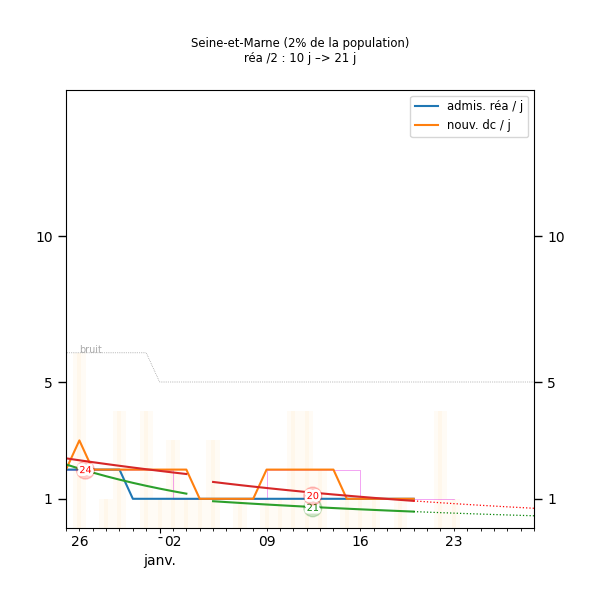 Seine-et-Marne (2% de la population)
réa /2 : 10 j –> 21 j
admis. réa / j
nouv. dc / j
10
10
bruit
5
5
24
20
21
1
1
26
02
09
16
23
janv.